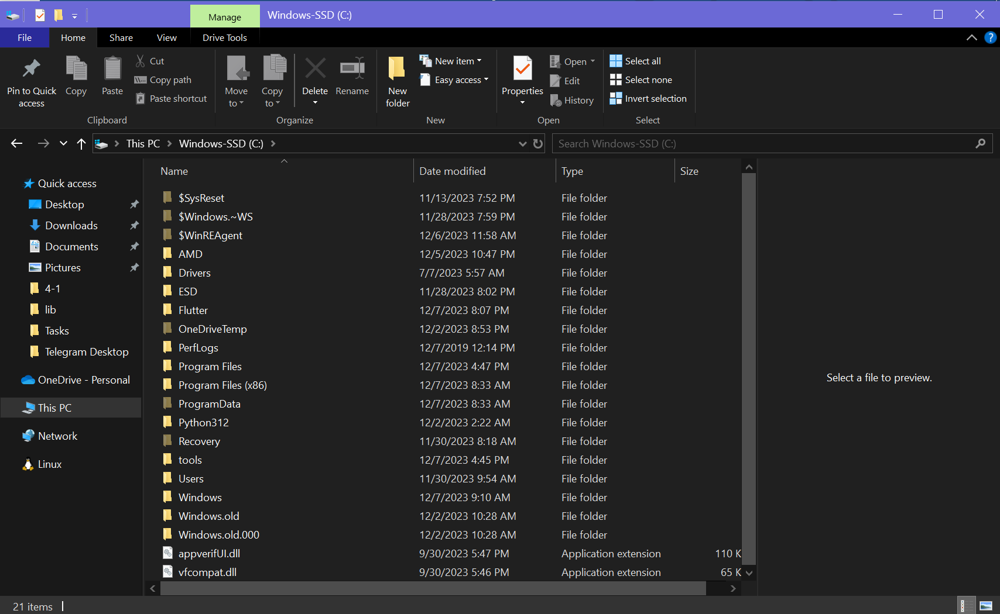 Manage
Windows-SSD (C:)
File
Home
Share
View
Drive Tools
Pin to Quick access
Copy
Paste
Cut
Copy path
Paste shortcut
Clipboard
Move to
Copy to
Delete
Rename
Organize
New folder
New item
Easy access
New
Properties
Open
Edit
History
Open
Select all
Select none
Invert selection
Select
This PC
Windows-SSD (C:)
Search Windows-SSD (C:)
Quick access
Desktop
Downloads
Documents
Pictures
4-1
lib
Tasks
Telegram Desktop
OneDrive - Personal
This PC
Network
Linux
Name Date modified Type Size
$SysReset 11/13/2023 7:52 PM File folder
$Windows.~WS 11/28/2023 7:59 PM File folder
$WinREAgent 12/6/2023 11:58 AM File folder
AMD 12/5/2023 10:47 PM File folder
Drivers 7/7/2023 5:57 AM File folder
ESD 11/28/2023 8:02 PM File folder
Flutter 12/7/2023 8:07 PM File folder
OneDriveTemp 12/2/2023 8:53 PM File folder
PerfLogs 12/7/2019 12:14 PM File folder
Program Files 12/7/2023 4:47 PM File folder
Program Files (x86) 12/7/2023 8:33 AM File folder
ProgramData 12/7/2023 8:33 AM File folder
Python312 12/2/2023 2:22 AM File folder
Recovery 11/30/2023 8:18 AM File folder
tools 12/7/2023 4:45 PM File folder
Users 11/30/2023 9:54 AM File folder
Windows 12/7/2023 9:10 AM File folder
Windows.old 12/2/2023 10:28 AM File folder
Windows.old.000 12/2/2023 10:28 AM File folder
appverifUI.dll 9/30/2023 5:47 PM Application extension 110 K
vfcompat.dll 9/30/2023 5:46 PM Application extension 65 K
Select a file to preview.
21 items